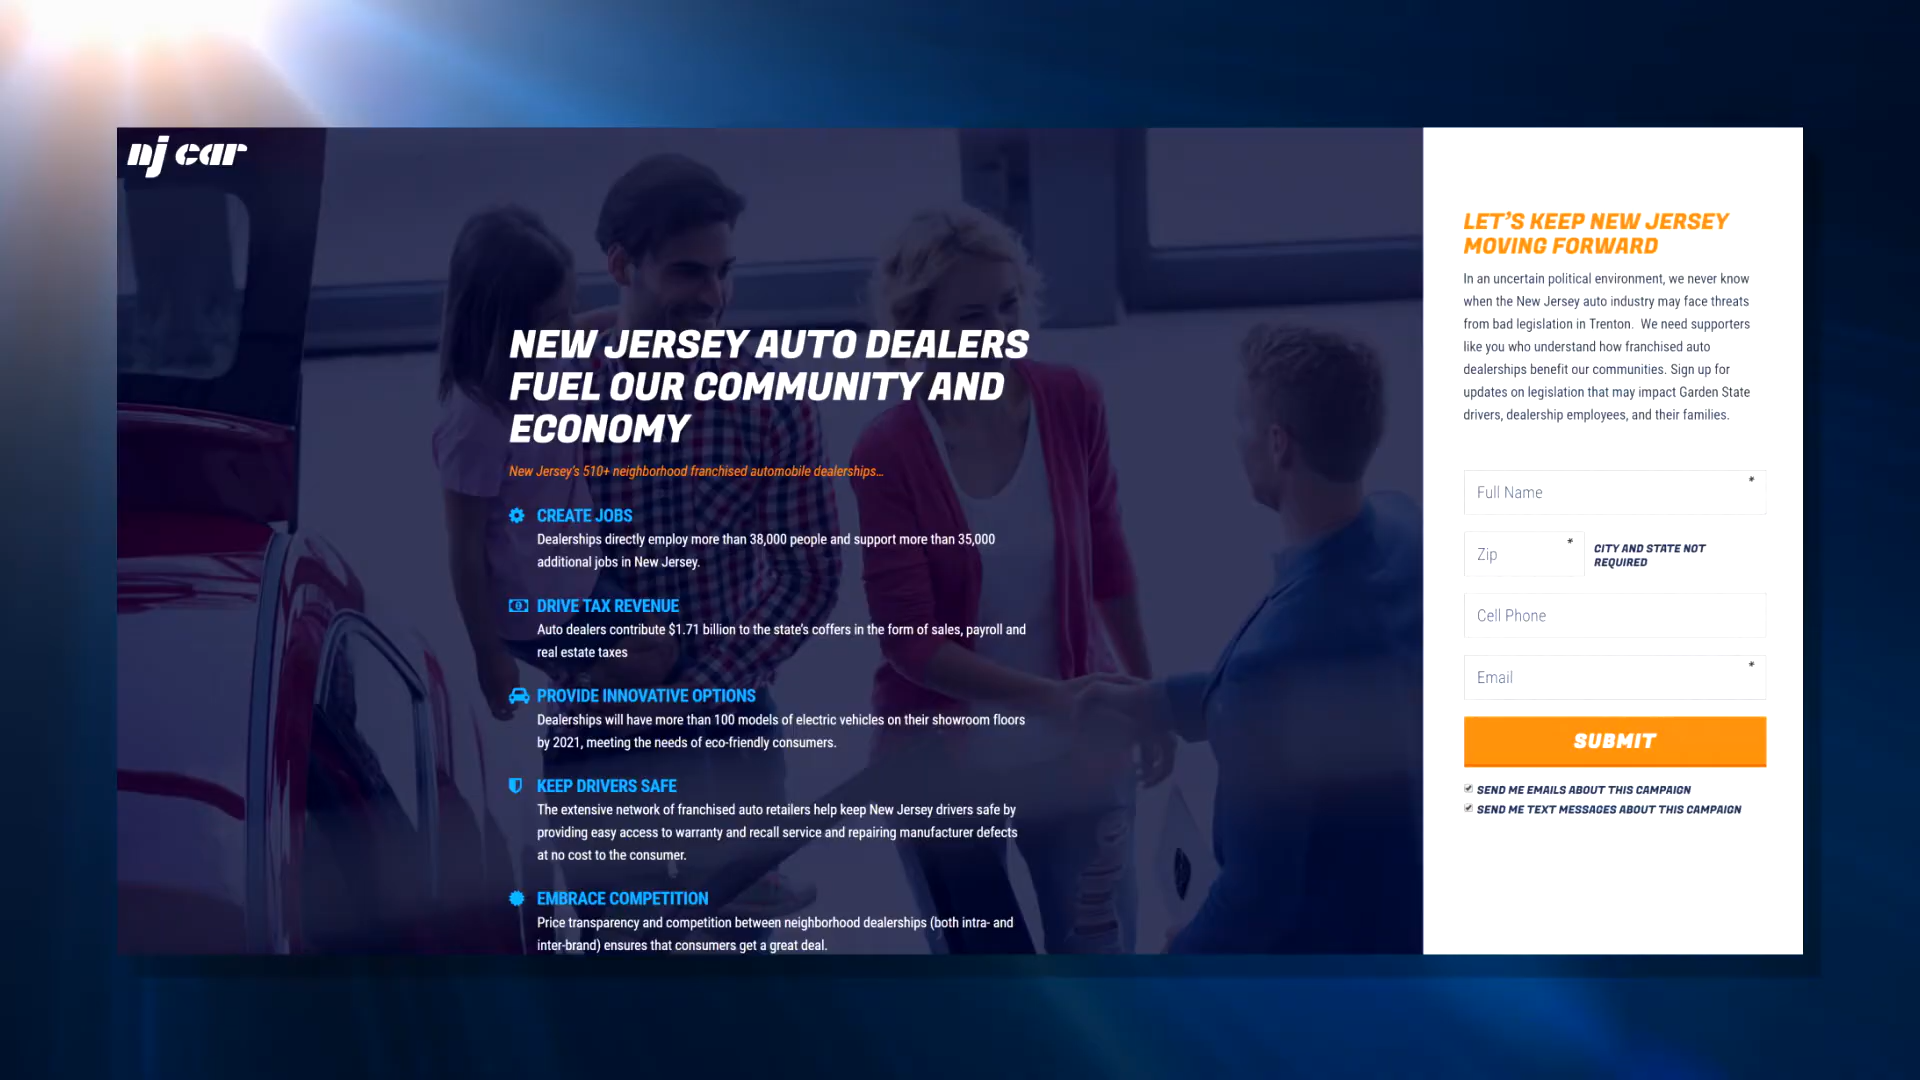 nj car
NEW JERSEY AUTO DEALERS
FUEL OUR COMMUNITY AND
ECONOMY
New Jersey's 510+ neighborhood franchised automobile dealerships...
CREATE JOBS
Dealerships directly employ more than 38,000 people and support more than 35,000
additional jobs in New Jersey.
DRIVE TAX REVENUE
Auto dealers contribute $1.71 billion to the state's coffers in the form of sales, payroll and
real estate taxes
PROVIDE INNOVATIVE OPTIONS
Dealerships will have more than 100 models of electric vehicles on their showroom floors
by 2021, meeting the needs of eco-friendly consumers.
KEEP DRIVERS SAFE
The extensive network of franchised auto retailers help keep New Jersey drivers safe by
providing easy access to warranty and recall service and repairing manufacturer defects
at no cost to the consumer.
EMBRACE COMPETITION
Price transparency and competition between neighborhood dealerships (both intra- and
inter-brand) ensures that consumers get a great deal.
LET'S KEEP NEW JERSEY
MOVING FORWARD
In an uncertain political environment, we never know
when the New Jersey auto industry may face threats
from bad legislation in Trenton.  We need supporters
like you who understand how franchised auto
dealerships benefit our communities. Sign up for
updates on legislation that may impact Garden State
drivers, dealership employees, and their families.
Full Name *
Zip * CITY AND STATE NOT
REQUIRED
Cell Phone
Email *
SUBMIT
SEND ME EMAILS ABOUT THIS CAMPAIGN
SEND ME TEXT MESSAGES ABOUT THIS CAMPAIGN